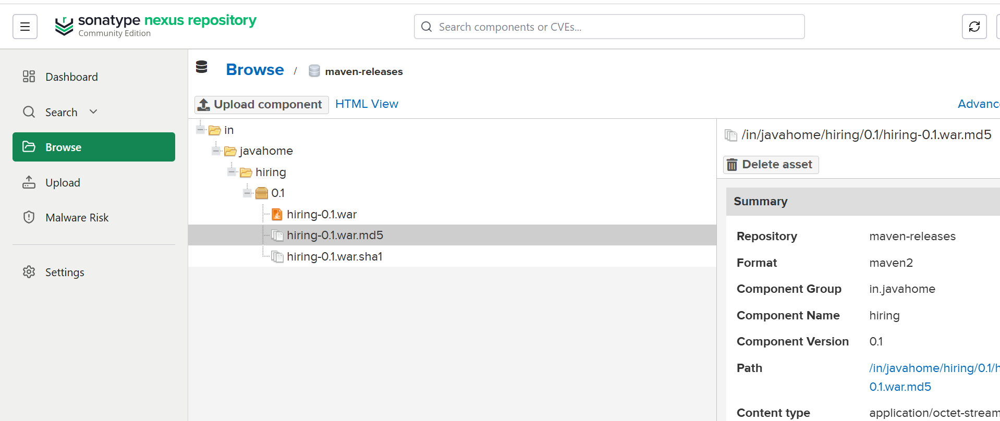 sonatype nexus repository
Community Edition
Search components or CVEs...
Dashboard
Search
Browse
Upload
Malware Risk
Settings
Browse / maven-releases
Upload component HTML View
Advanc
in
javahome
hiring
0.1
hiring-0.1.war
hiring-0.1.war.md5
hiring-0.1.war.sha1
/in/javahome/hiring/0.1/hiring-0.1.war.md5
Delete asset
Summary
Repository maven-releases
Format maven2
Component Group in.javahome
Component Name hiring
Component Version 0.1
Path /in/javahome/hiring/0.1/h
0.1.war.md5
Content type application/octet-stream